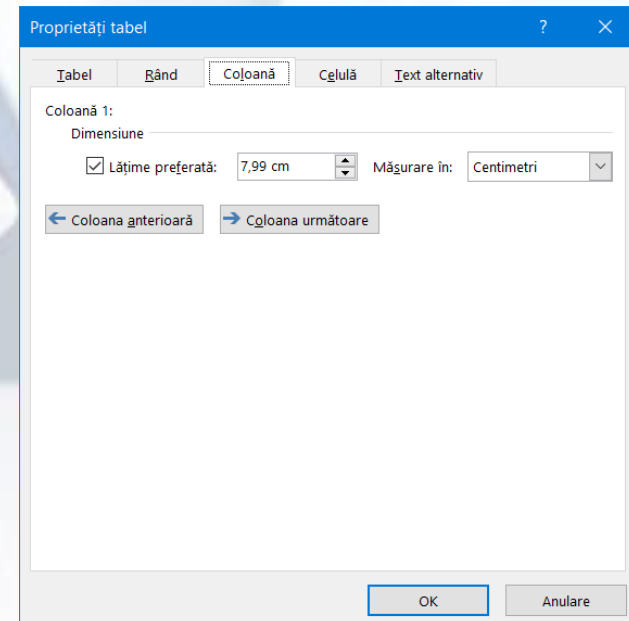 Proprietăți tabel ?
Tabel Rând Coloană Celulă Text alternativ
Coloană 1:
Dimensiune
Lățime preferată: 7,99 cm Măsurare în: Centimetri
Coloana anterioară Coloana următoare
OK Anulare